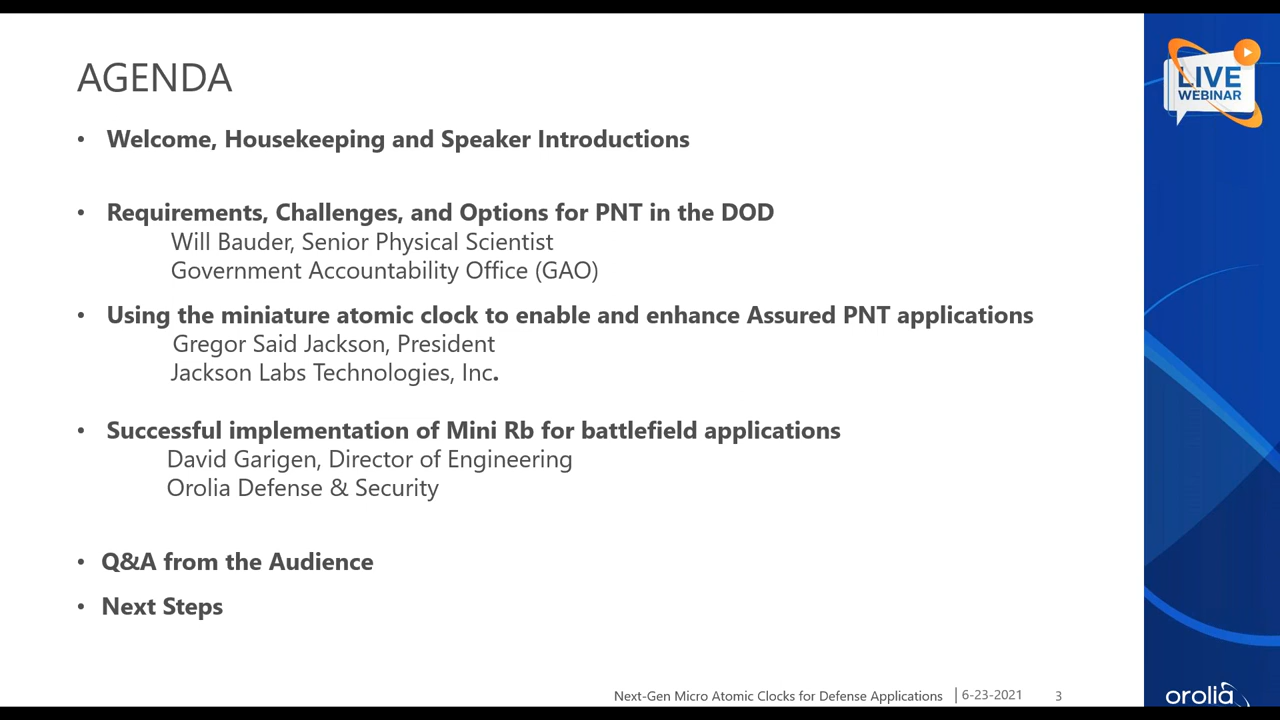 AGENDA
• Welcome, Housekeeping and Speaker Introductions
• Requirements, Challenges, and Options for PNT in the DOD
Will Bauder, Senior Physical Scientist
Government Accountability Office (GAO)
• Using the miniature atomic clock to enable and enhance Assured PNT applications
Gregor Said Jackson, President
Jackson Labs Technologies, Inc.
• Successful implementation of Mini Rb for battlefield applications
David Garigen, Director of Engineering
Orolia Defense & Security
• Q&A from the Audience
• Next Steps
Next-Gen Micro Atomic Clocks for Defense Applications | 6-23-2021 3
LIVE
WEBINAR
orolia